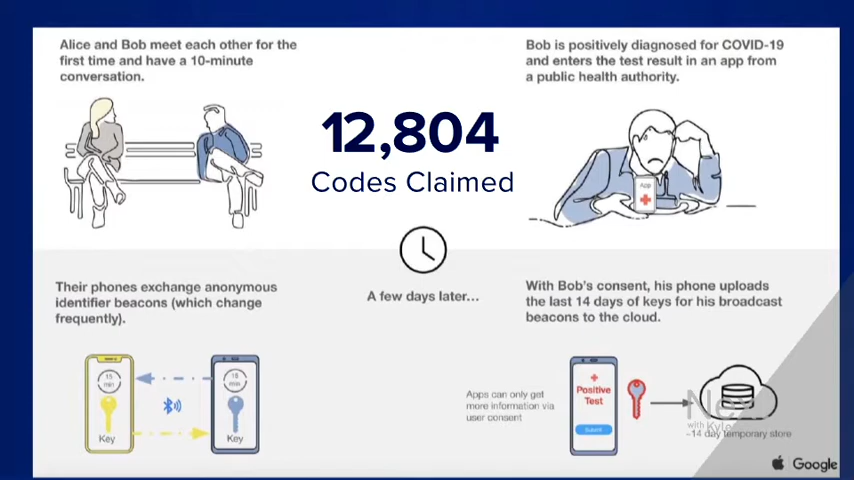 Alice and Bob meet each other for the
first time and have a 10-minute
conversation.
12,804
Codes Claimed
Bob is positively diagnosed for COVID-19
and enters the test result in an app from
a public health authority.
App
Their phones exchange anonymous
identifier beacons (which change
frequently).
15
min
Key
15
min
Key
A few days later…
With Bob's consent, his phone uploads
the last 14 days of keys for his broadcast
beacons to the cloud.
Apps can only get
more information via
user consent
Positive
Test
Submit
~14 day temporary store
Next
with Kyle
Google